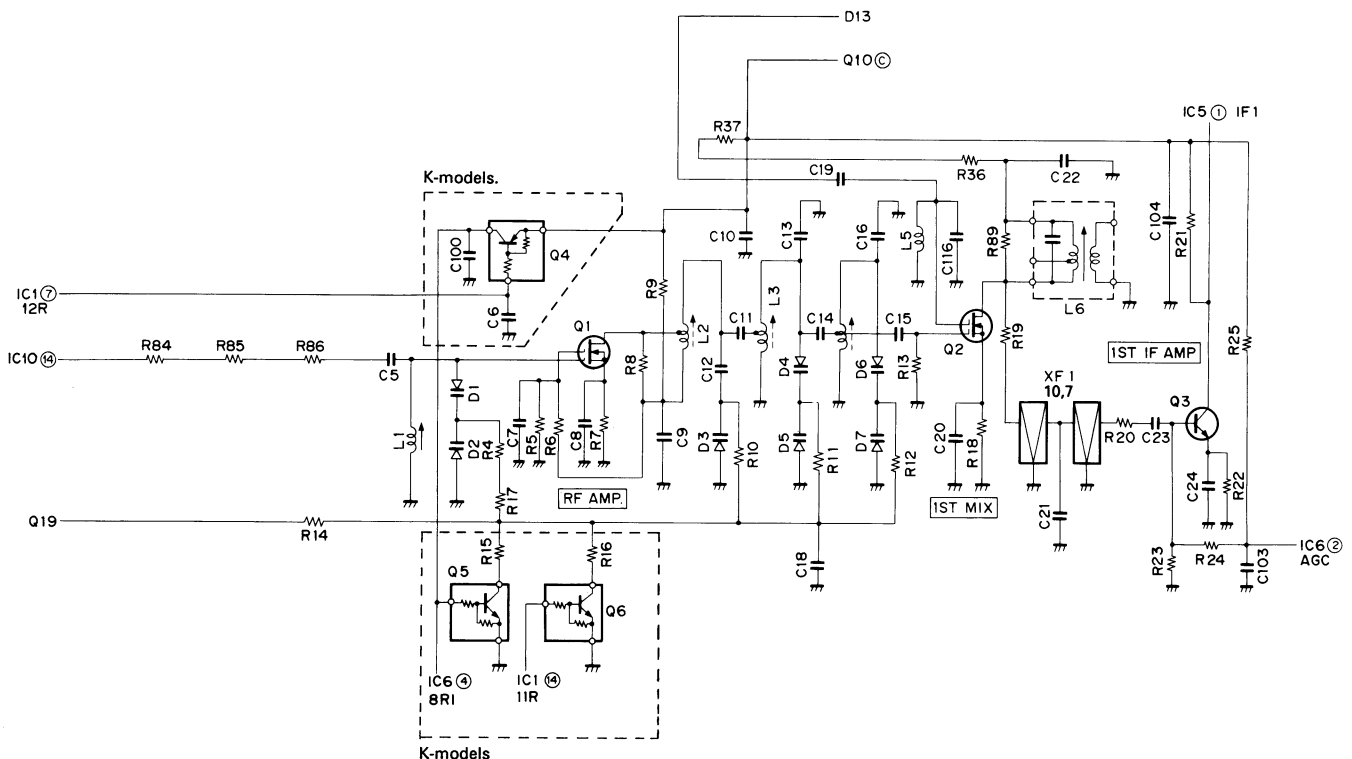 D13
Q10 Ⓒ
IC5 ① IF1
R37
C19
R36
C22
K-models.
C10
C13
C16
L5
C116
R89
C104
R21
Q4
C100
R9
L3
L6
IC1 ⑦
12R
C6
Q1
L2
C11
C14
C15
Q2
R19
1ST IF AMP
R25
IC10 ⑭
R84
R85
R86
C5
D1
R8
C12
D4
D6
R13
XF 1
10,7
Q3
L1
D2
R4
C7
R5
R6
C8
R7
C9
D3
R10
D5
R11
D7
R12
C20
R18
R20
C23
R17
RF AMP.
1ST MIX
C21
C24
R22
Q19
R14
R15
R16
C18
R23
R24
C103
IC6 ②
AGC
Q5
Q6
IC6 ④
8RI
IC1 ⑭
11R
K-models